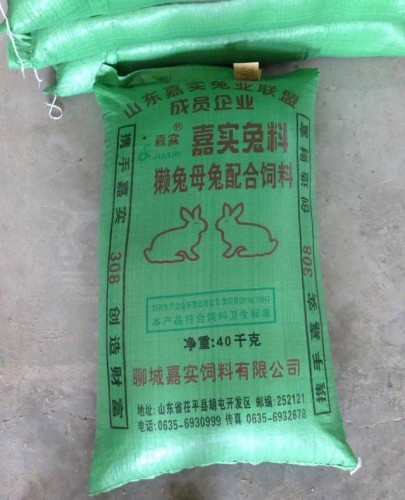 山东嘉实兔业联盟
成员企业
嘉实®
JIASHI
嘉实兔料
獭兔母兔配合饲料
携手嘉实 308 创造财富
携手嘉实 308 创造财富
本产品符合饲料卫生标准
净重:40千克
聊城嘉实饲料有限公司
地址:山东省茌平县胡屯开发区 邮编:252121
电话:0635-6930999 传真 0635-6932678